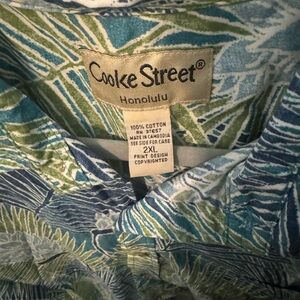 Cooke Street®
Honolulu
100% COTTON
RN 37657
MADE IN CAMBODIA
SEE SIDE FOR CARE
2XL
PRINT DESIGN
COPYRIGHTED